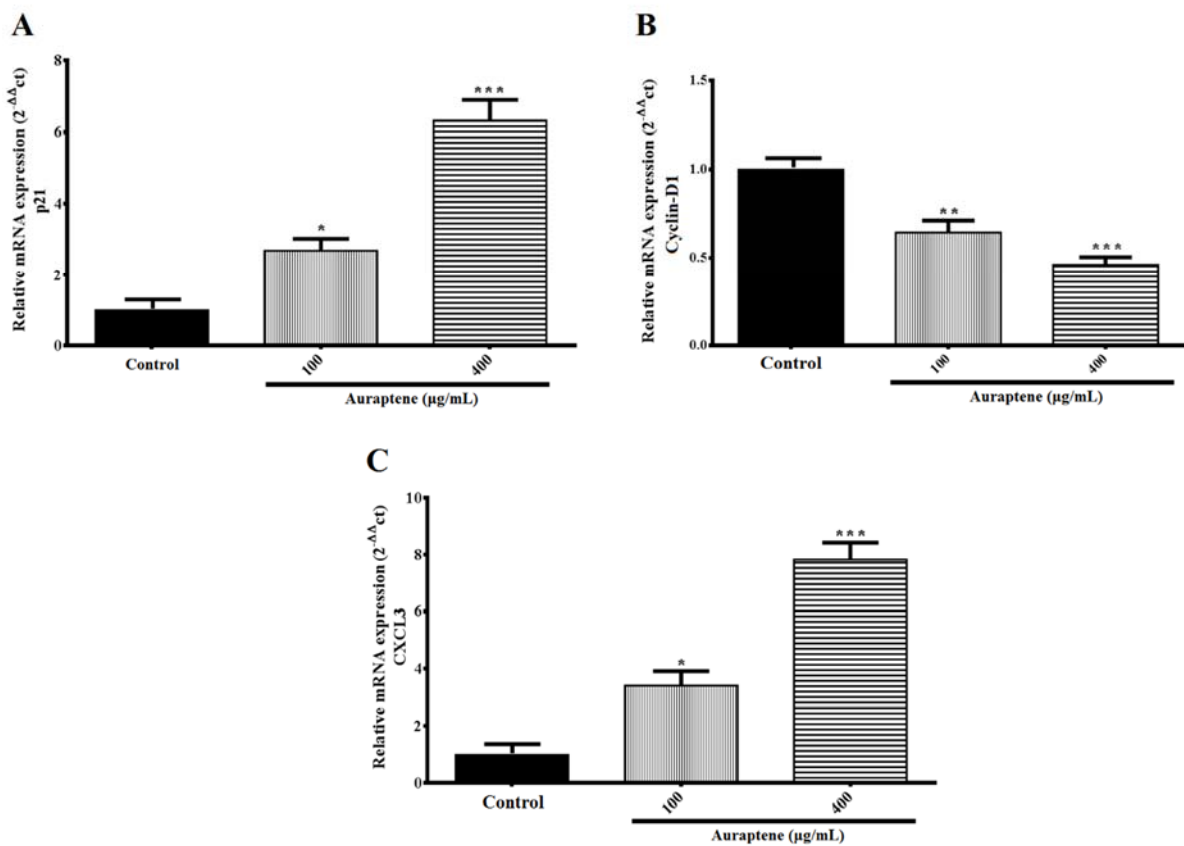 A
Relative mRNA expression (2-ΔΔct)
p21
8
6
4
2
0
*
***
Control
100
400
Auraptene (µg/mL)
B
Relative mRNA expression (2-ΔΔct)
Cyclin-D1
1.5
1.0
0.5
0.0
**
***
Control
100
400
Auraptene (µg/mL)
C
Relative mRNA expression (2-ΔΔct)
CXCL3
10
8
6
4
2
0
*
***
Control
100
400
Auraptene (µg/mL)